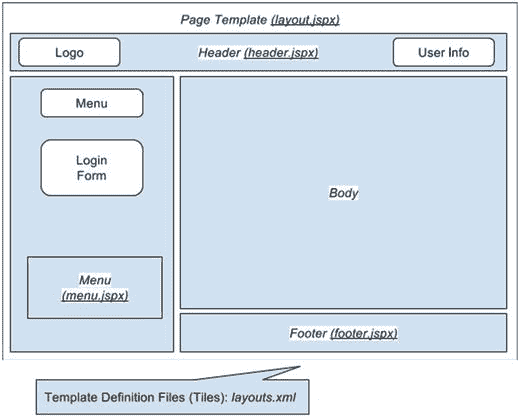 Page Template (layout.jspx)
Logo
Header (header.jspx)
User Info
Menu
Login
Form
Menu
(menu.jspx)
Body
Footer (footer.jspx)
Template Definition Files (Tiles): layouts.xml